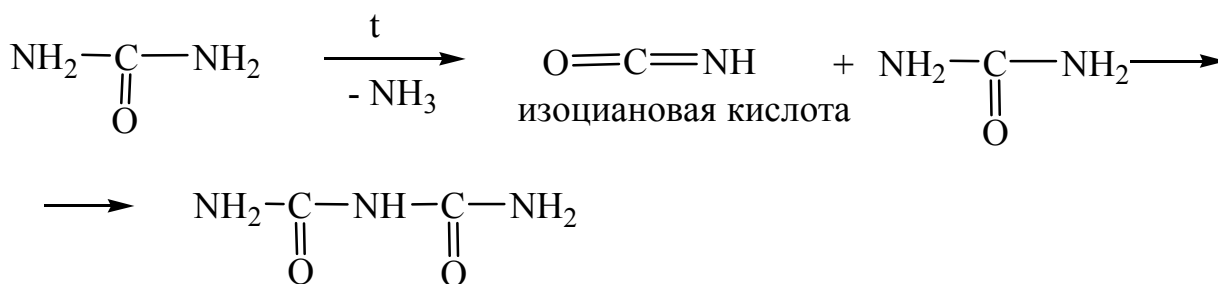 t
NH2—C—NH2 → O=C=NH + NH2—C—NH2 →
- NH3
O изоциановая кислота O
→ NH2—C—NH—C—NH2
O O